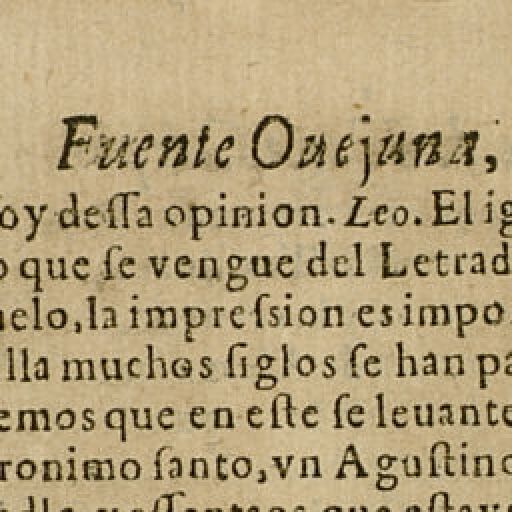 Fuente Ouejuna,
oy deſſa opinion. Leo. El ig
o que ſe vengue del Letrad
uelo, la impreſsion es impo
lla muchos ſiglos ſe han pa
emos que en eſte ſe leuante
ronimo ſanto, vn Aguſtino